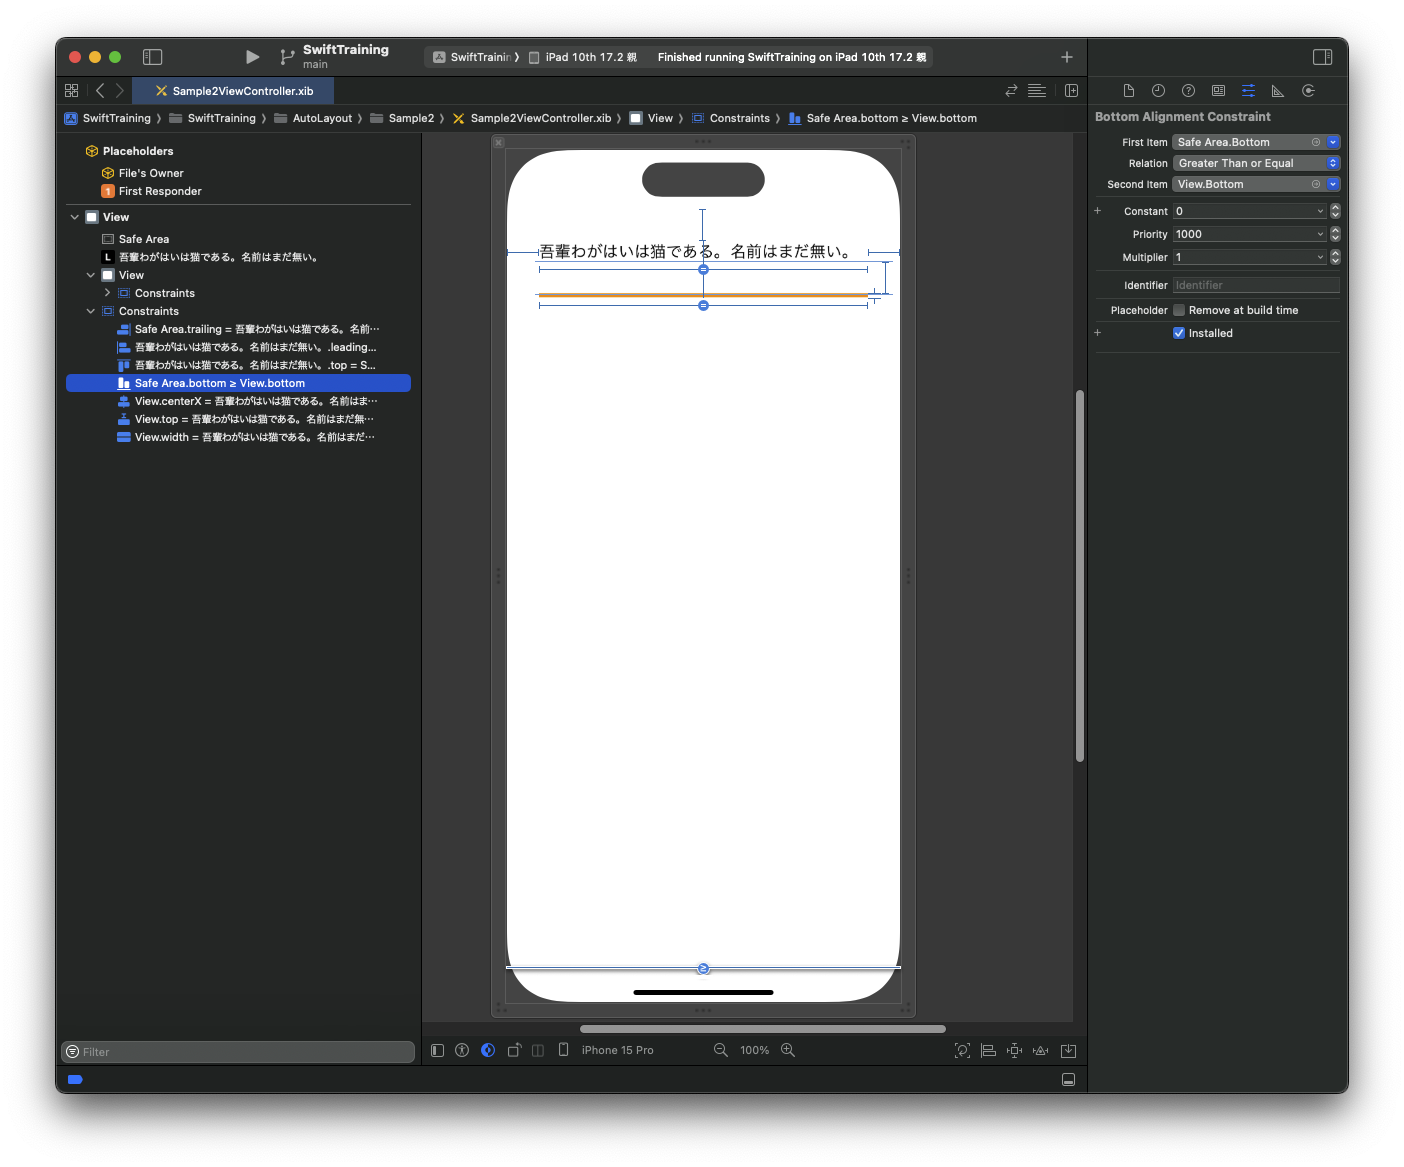 SwiftTraining
main
SwiftTrainin
iPad 10th 17.2 親
Finished running SwiftTraining on iPad 10th 17.2 親
Sample2ViewController.xib
SwiftTraining
SwiftTraining
AutoLayout
Sample2
Sample2ViewController.xib
View
Constraints
Safe Area.bottom ≥ View.bottom
Placeholders
File's Owner
1 First Responder
View
Safe Area
L 吾輩わがはいは猫である。名前はまだ無い。
View
Constraints
Constraints
Safe Area.trailing = 吾輩わがはいは猫である。名前…
吾輩わがはいは猫である。名前はまだ無い。.leading...
吾輩わがはいは猫である。名前はまだ無い。.top = S...
Safe Area.bottom ≥ View.bottom
View.centerX = 吾輩わがはいは猫である。名前はま…
View.top = 吾輩わがはいは猫である。名前はまだ無…
View.width = 吾輩わがはいは猫である。名前はまだ…
Filter
吾輩わがはいは猫である。名前はまだ無い。
iPhone 15 Pro
100%
Bottom Alignment Constraint
First Item Safe Area.Bottom
Relation Greater Than or Equal
Second Item View.Bottom
Constant 0
Priority 1000
Multiplier 1
Identifier Identifier
Placeholder Remove at build time
Installed